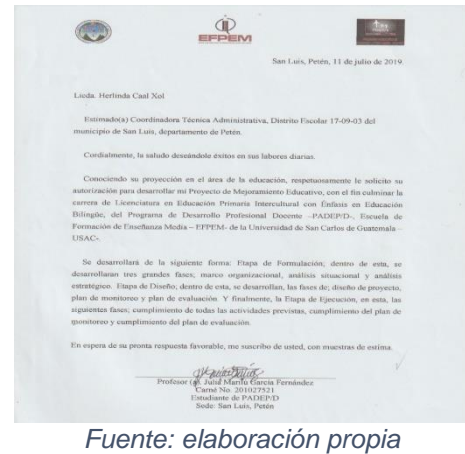 EFPEM
San Luis, Petén, 11 de julio de 2019.
Licda. Herlinda Caal Xol
Estimado(a) Coordinadora Técnica Administrativa, Distrito Escolar 17-09-03 del
municipio de San Luis, departamento de Petén.
Cordialmente, la saludo deseándole éxitos en sus labores diarias.
Conociendo su proyección en el área de la educación, respetuosamente le solicito su
autorización para desarrollar mi Proyecto de Mejoramiento Educativo, con el fin culminar la
carrera de Licenciatura en Educación Primaria Intercultural con Énfasis en Educación
Bilingüe, del Programa de Desarrollo Profesional Docente –PADEP/D-, Escuela de
Formación de Enseñanza Media – EFPEM- de la Universidad de San Carlos de Guatemala –
USAC-.
Se desarrollará de la siguiente forma: Etapa de Formulación; dentro de esta, se
desarrollaran tres grandes fases; marco organizacional, análisis situacional y análisis
estratégico. Etapa de Diseño; dentro de esta, se desarrollan, las fases de; diseño de proyecto,
plan de monitoreo y plan de evaluación. Y finalmente, la Etapa de Ejecución, en esta, las
siguientes fases; cumplimiento de todas las actividades previstas, cumplimiento del plan de
monitoreo y cumplimiento del plan de evaluación.
En espera de su pronta respuesta favorable, me suscribo de usted, con muestras de estima.
Profesor (a). Julia García Fernández
Carné No. 201027521
Estudiante de PADEP/D
Sede: San Luis, Petén
Fuente: elaboración propia